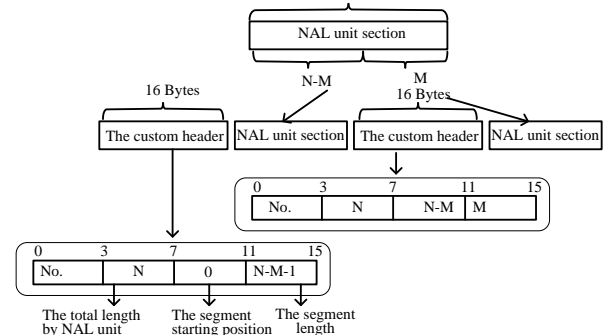 NAL unit section
N-M M
16 Bytes 16 Bytes
The custom header NAL unit section The custom header NAL unit section
0 3 7 11 15
No. N N-M M
0 3 7 11 15
No. N 0 N-M-1
The total length by NAL unit
The segment starting position
The segment length